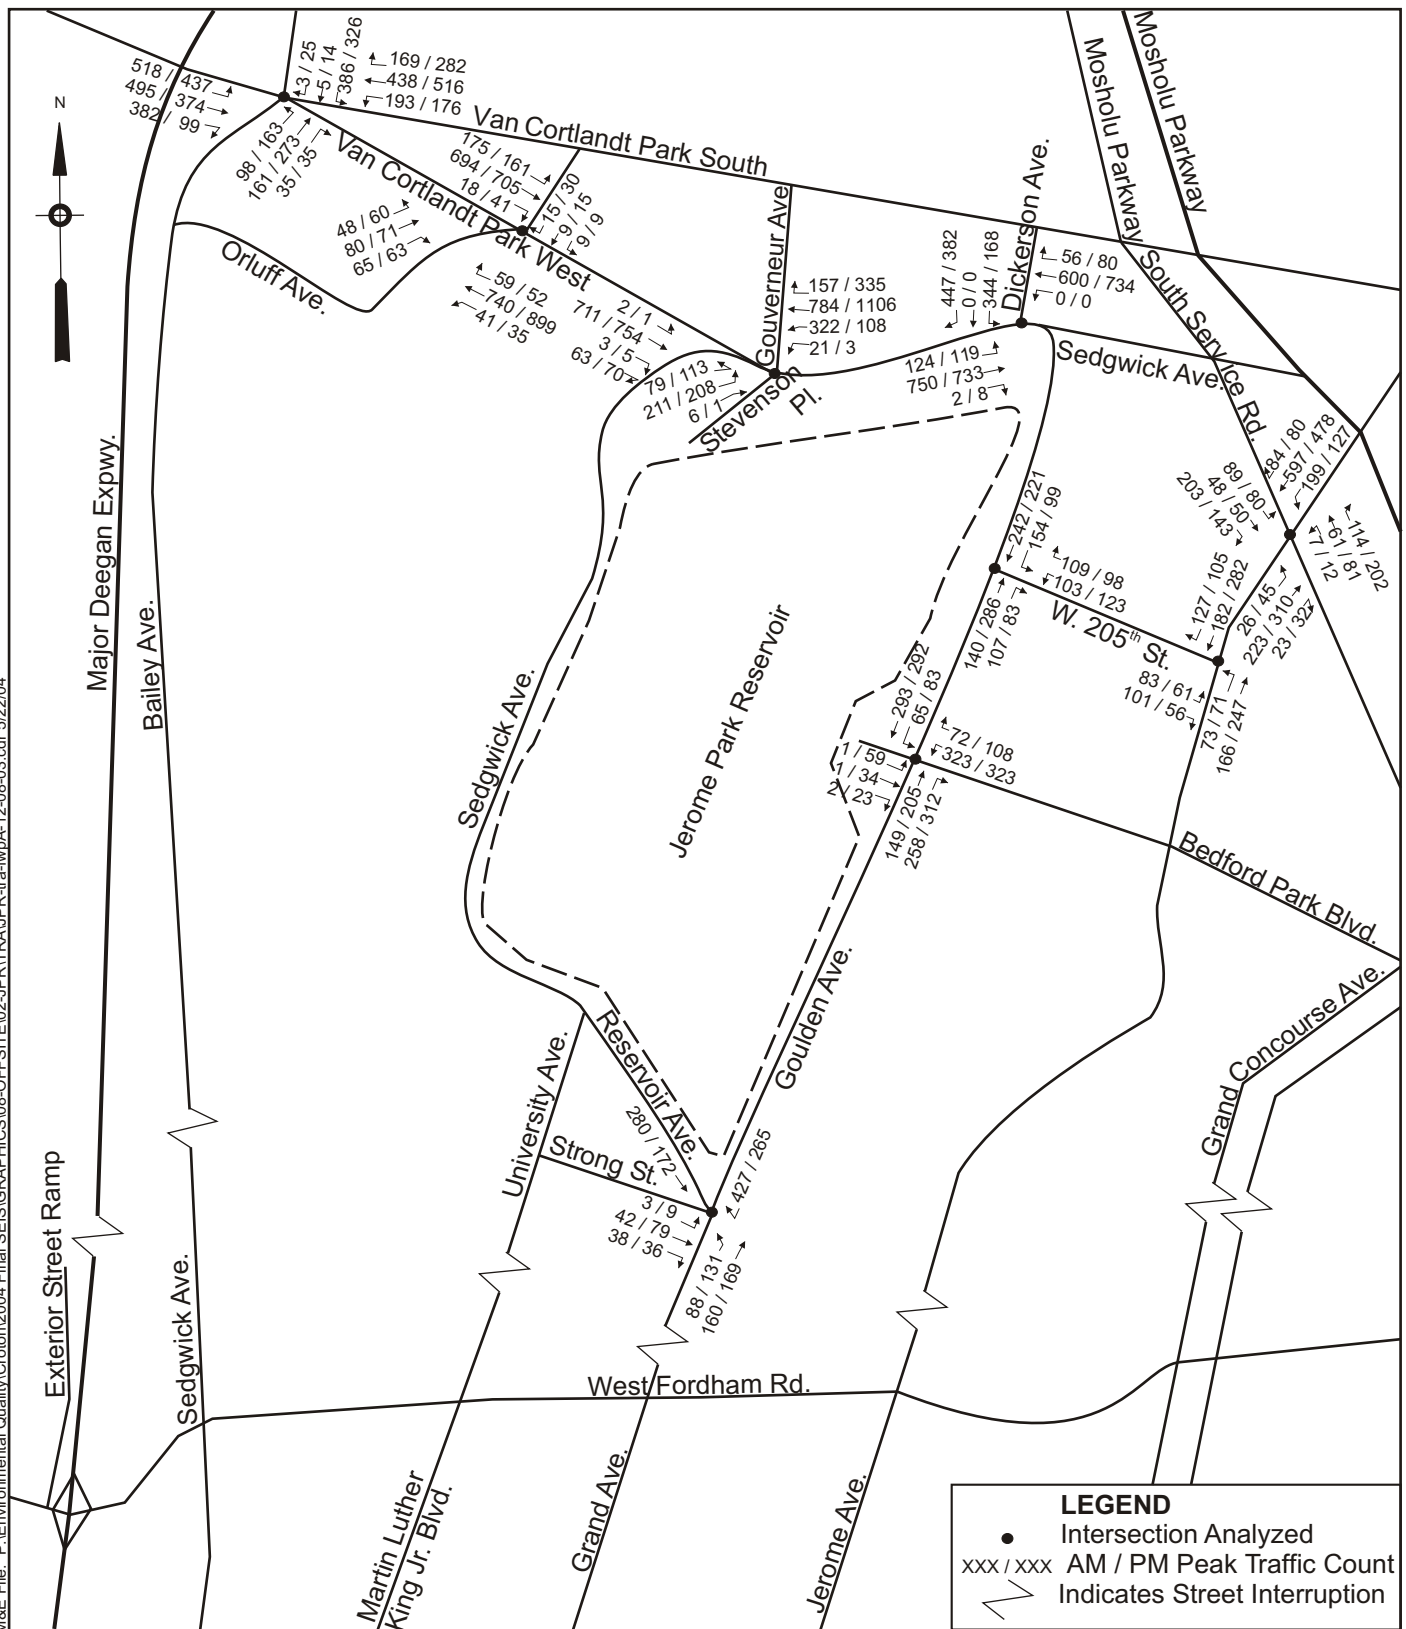 N
518 / 437
495 / 374
382 / 99
3 / 25
5 / 14
386 / 326
169 / 282
438 / 516
193 / 176
98 / 163
161 / 273
35 / 35
Van Cortlandt Park South
Van Cortlandt Park West
175 / 161
694 / 705
18 / 41
15 / 30
9 / 15
9 / 9
48 / 60
80 / 71
65 / 63
Orluff Ave.
59 / 52
740 / 899
41 / 35
2 / 1
711 / 754
3 / 5
63 / 70
Gouverneur Ave
157 / 335
784 / 1106
322 / 108
21 / 3
79 / 113
211 / 208
6 / 1
Stevenson
Pl.
447 / 382
0 / 0
344 / 168
Dickerson Ave.
56 / 80
600 / 734
0 / 0
124 / 119
750 / 733
2 / 8
Mosholu Parkway
Mosholu Parkway
South Service Rd.
Sedgwick Ave.
84 / 80
597 / 478
199 / 127
89 / 80
48 / 50
203 / 143
114 / 202
61 / 81
7 / 12
26 / 45
223 / 310
23 / 32
127 / 105
182 / 282
242 / 221
154 / 99
109 / 98
103 / 123
W. 205th St.
140 / 286
107 / 83
83 / 61
101 / 56
73 / 71
166 / 247
293 / 292
65 / 83
72 / 108
323 / 323
1 / 59
1 / 34
2 / 23
149 / 205
258 / 312
Major Deegan Expwy.
Bailey Ave.
Sedgwick Ave.
Jerome Park Reservoir
Bedford Park Blvd.
Goulden Ave.
Grand Concourse Ave.
Reservoir Ave.
University Ave.
Strong St.
280 / 172
427 / 265
3 / 9
42 / 79
38 / 36
88 / 131
160 / 169
Exterior Street Ramp
Sedgwick Ave.
West Fordham Rd.
Martin Luther
King Jr. Blvd.
Grand Ave.
Jerome Ave.
LEGEND
Intersection Analyzed
XXX / XXX AM / PM Peak Traffic Count
Indicates Street Interruption